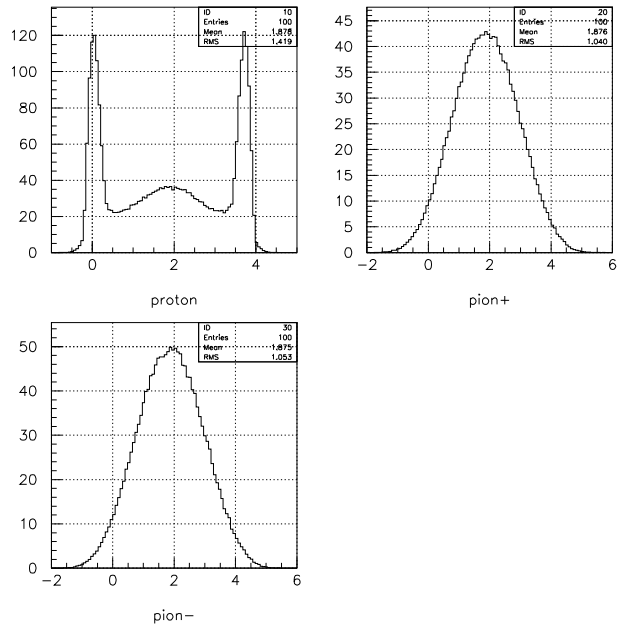 ID 10
Entries 100
Mean 1.878
RMS 1.419
120
100
80
60
40
20
0
0 2 4
proton
ID 20
Entries 100
Mean 1.876
RMS 1.040
45
40
35
30
25
20
15
10
5
0
−2 0 2 4 6
pion+
ID 30
Entries 100
Mean 1.875
RMS 1.053
50
40
30
20
10
0
−2 0 2 4 6
pion−